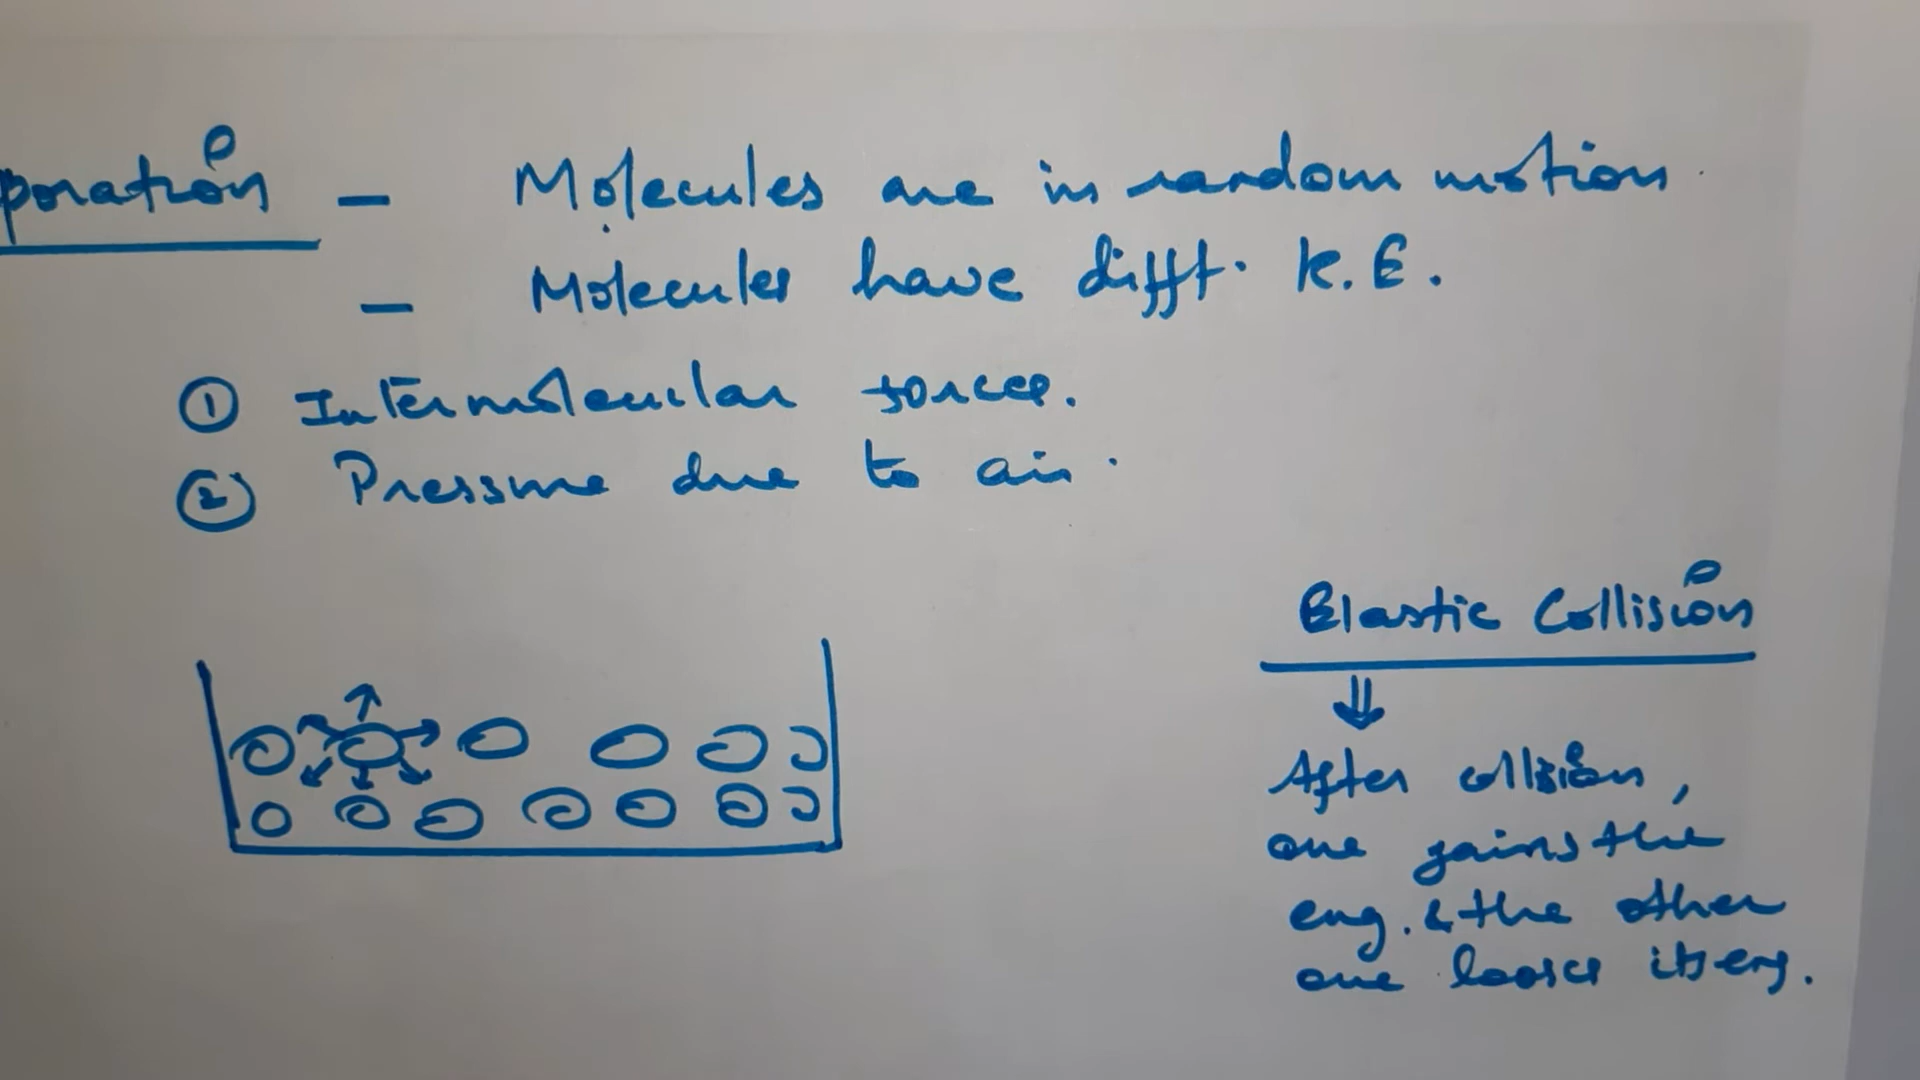 poration - Molecules are in random motion.
- Molecules have difft. K.E.
① Intermolecular forces.
② Pressure due to air.
Elastic Collision
⇓
After collision,
one gains the
eng. & the other
one looses its eng.